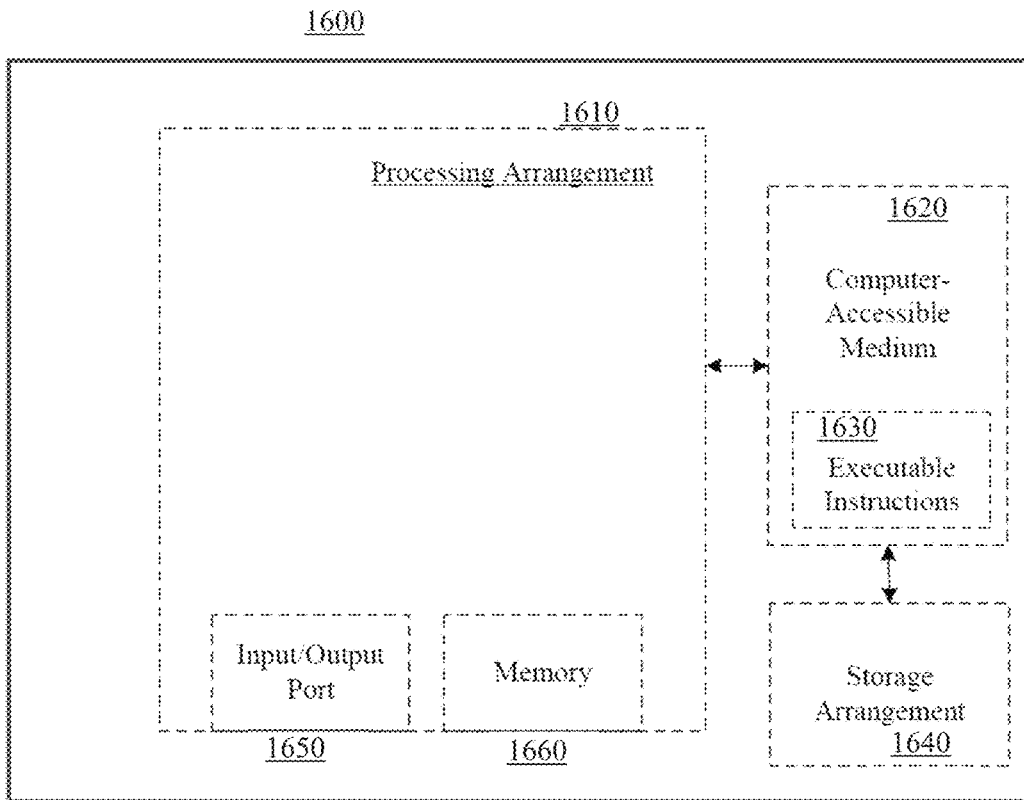 1600
1610
Processing Arrangement
1620
Computer-
Accessible
Medium
1630
Executable
Instructions
Input/Output
Port
Memory
1650
1660
Storage
Arrangement
1640